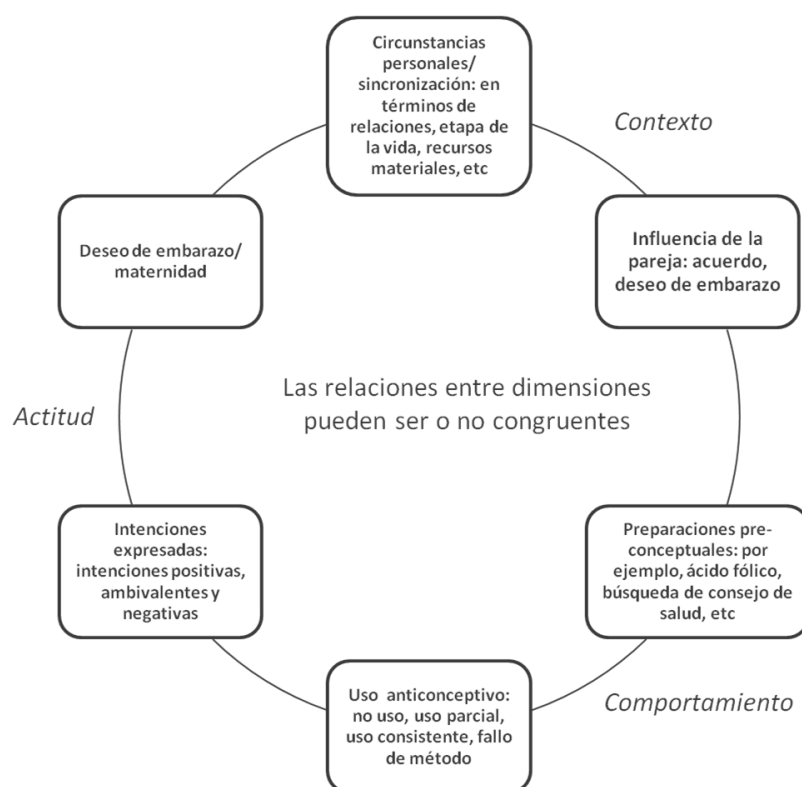 Circunstancias
personales/
sincronización: en
términos de
relaciones, etapa de
la vida, recursos
materiales, etc
Contexto
Deseo de embarazo/
maternidad
Influencia de la
pareja: acuerdo,
deseo de embarazo
Las relaciones entre dimensiones
pueden ser o no congruentes
Actitud
Intenciones
expresadas:
intenciones positivas,
ambivalentes y
negativas
Preparaciones pre-
conceptuales: por
ejemplo, ácido fólico,
búsqueda de consejo de
salud, etc
Uso anticonceptivo:
no uso, uso parcial,
uso consistente, fallo
de método
Comportamiento